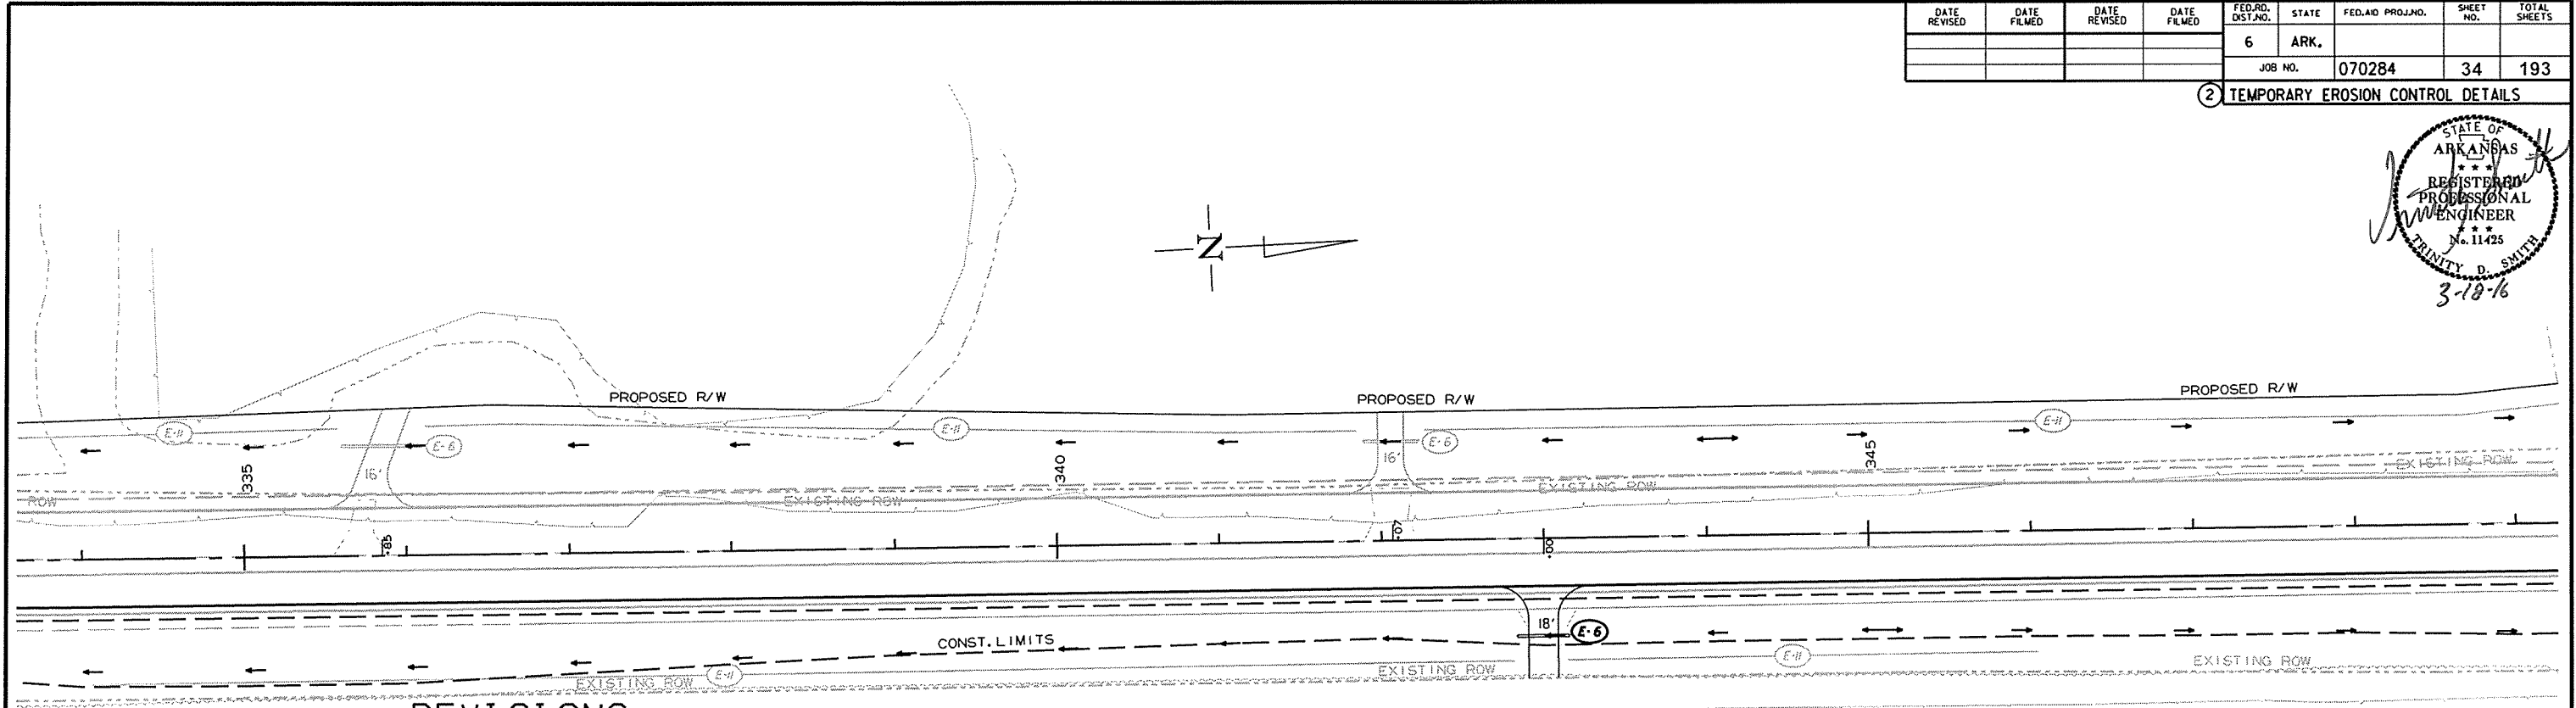 DATE REVISED
DATE FILMED
DATE REVISED
DATE FILMED
FED.RD. DIST.NO.
STATE
FED.AID PROJ.NO.
SHEET NO.
TOTAL SHEETS
6
ARK.
JOB NO.
070284
34
193
2 TEMPORARY EROSION CONTROL DETAILS
STATE OF
ARKANSAS
REGISTERED
PROFESSIONAL
ENGINEER
No. 11425
TRINITY D. SMITH
3-18-16
N
PROPOSED R/W
PROPOSED R/W
PROPOSED R/W
E-11
E-6
E-11
E-6
E-11
16'
16'
335
340
345
ROW
EXISTING ROW
EXISTING ROW
EXISTING ROW
.85
.07
.00
18'
E-6
CONST. LIMITS
EXISTING ROW
E-11
EXISTING ROW
E-11
EXISTING ROW